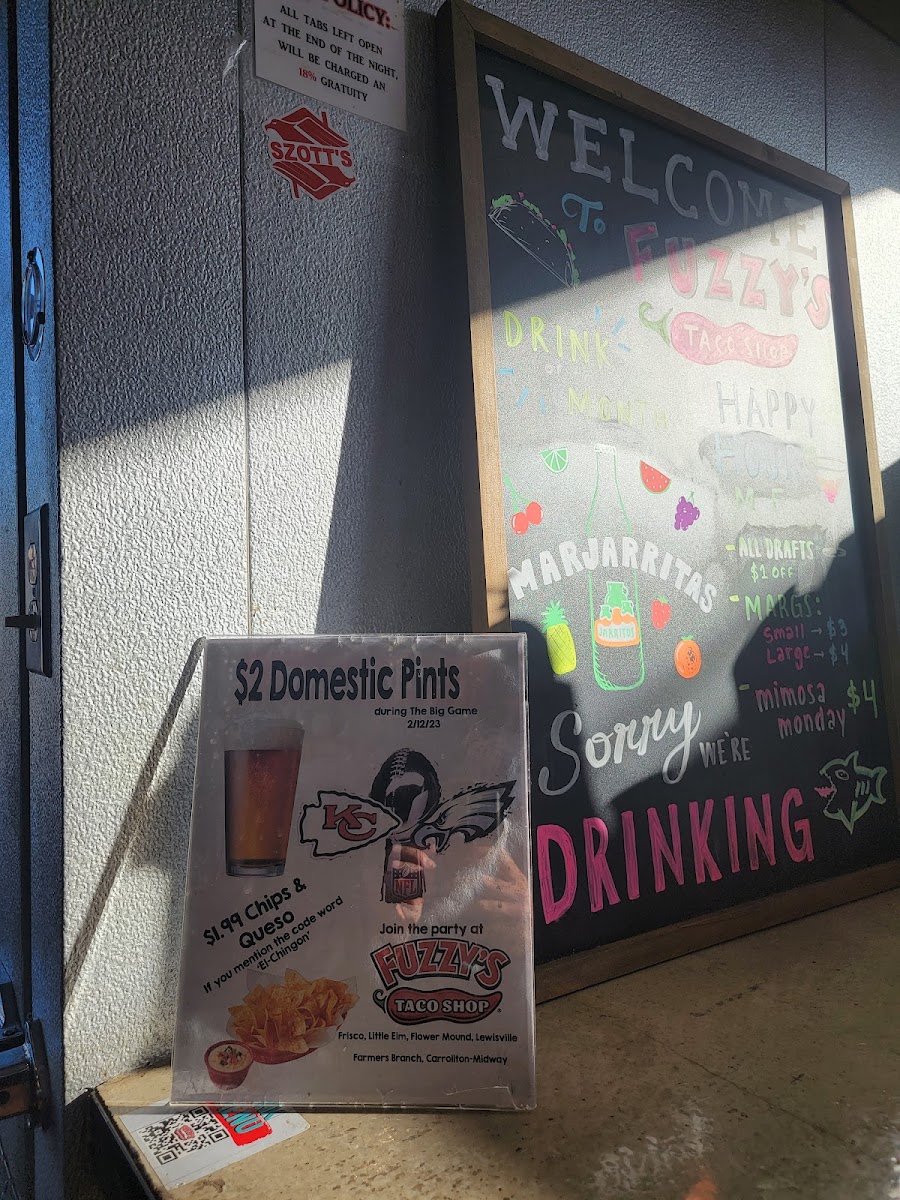 POLICY:
ALL TABS LEFT OPEN
AT THE END OF THE NIGHT,
WILL BE CHARGED AN
18% GRATUITY
SZOTT'S
WELCOME
To
FUZZY'S
TACO SHOP
DRINK
OF
MONTH
MARJARRITAS
JARRITOS
HAPPY
HOUR
M-F
ALL DRAFTS
$1 OFF
MARGS:
Small → $3
Large → $4
mimosa
monday $4
Sorry
WE'RE
DRINKING
$2 Domestic Pints
during The Big Game
2/12/23
KC
NFL
$1.99 Chips &
Queso
If you mention the code word
'El-Chingon'
Join the party at
FUZZY'S
TACO SHOP
Frisco, Little Elm, Flower Mound, Lewisville
Farmers Branch, Carrollton-Midway